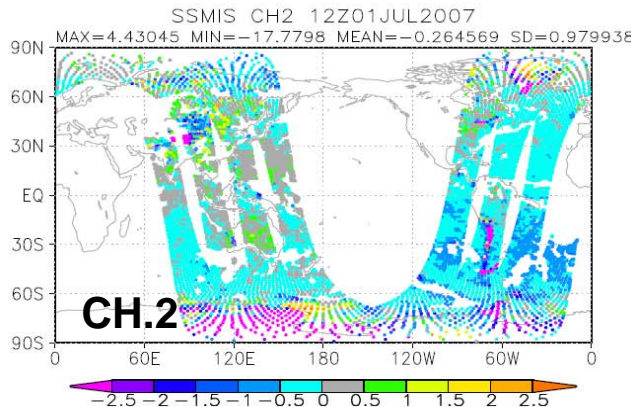 SSMIS CH2 12Z01JUL2007
MAX=4.43045 MIN=−17.7798 MEAN=−0.264569 SD=0.979938
90N
60N
30N
EQ
30S
60S
90S
CH.2
0 60E 120E 180 120W 60W 0
−2.5 −2 −1.5 −1 −0.5 0 0.5 1 1.5 2 2.5